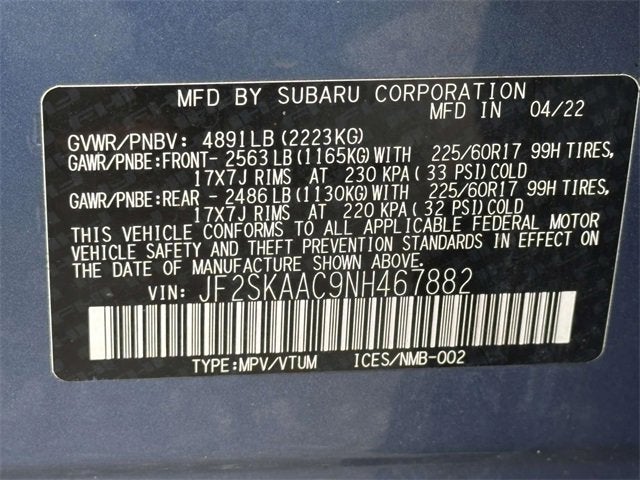 MFD BY SUBARU CORPORATION
MFD IN 04/22
GVWR/PNBV: 4891LB(2223KG)
GAWR/PNBE:FRONT- 2563LB(1165KG)WITH 225/60R17 99H TIRES,
17X7J RIMS AT 230 KPA(33 PSI)COLD
GAWR/PNBE:REAR - 2486LB(1130KG)WITH 225/60R17 99H TIRES,
17X7J RIMS AT 220 KPA(32 PSI)COLD
THIS VEHICLE CONFORMS TO ALL APPLICABLE FEDERAL MOTOR
VEHICLE SAFETY AND THEFT PREVENTION STANDARDS IN EFFECT ON
THE DATE OF MANUFACTURE SHOWN ABOVE.
VIN: JF2SKAAC9NH467882
TYPE:MPV/VTUM ICES/NMB-002